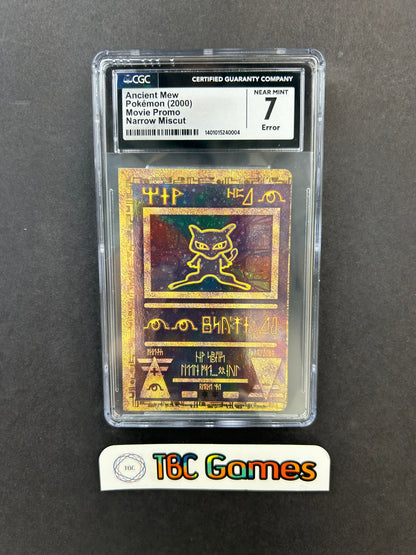 CGC
CERTIFIED GUARANTY COMPANY
Ancient Mew
Pokémon (2000)
Movie Promo
Narrow Miscut
1401015240004
NEAR MINT
7
Error
TBC
TBC Games